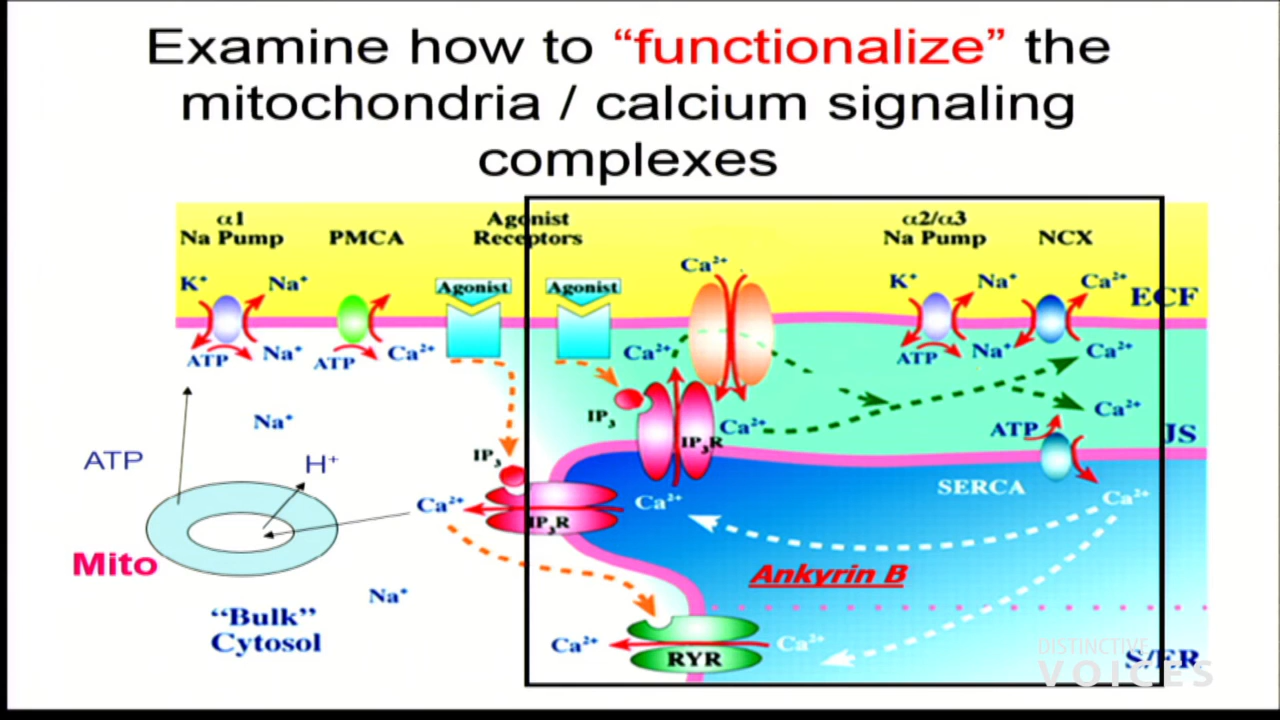 Examine how to “functionalize” the
mitochondria / calcium signaling
complexes
α1
Na Pump
PMCA
Agonist
Receptors
α2/α3
Na Pump
NCX
K⁺
Na⁺
Agonist
Agonist
Ca²⁺
K⁺
Na⁺
Ca²⁺
ECF
ATP
Na⁺
ATP
Ca²⁺
Ca²⁺
ATP
Na⁺
Ca²⁺
Na⁺
IP₃
Ca²⁺
IP₃R
Ca²⁺
ATP
JS
ATP
H⁺
IP₃
SERCA
Ca²⁺
Ca²⁺
Ca²⁺
IP₃R
Mito
Ankyrin B
Na⁺
“Bulk”
Cytosol
Ca²⁺
RYR
Ca²⁺
S/ER
DISTINCTIVE
VOICES